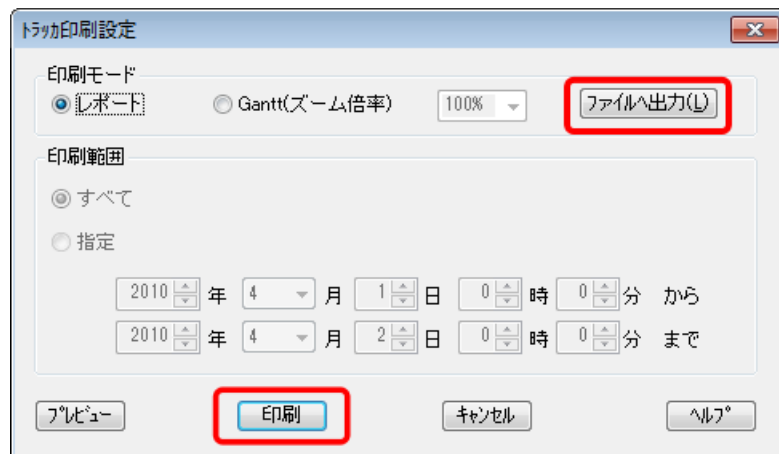 トラッカ印刷設定
印刷モード
レポート Gantt(ズーム倍率) 100% ファイルへ出力(L)
印刷範囲
すべて
指定
2010 年 4 月 1 日 0 時 0 分 から
2010 年 4 月 2 日 0 時 0 分 まで
プレビュー 印刷 キャンセル ヘルプ